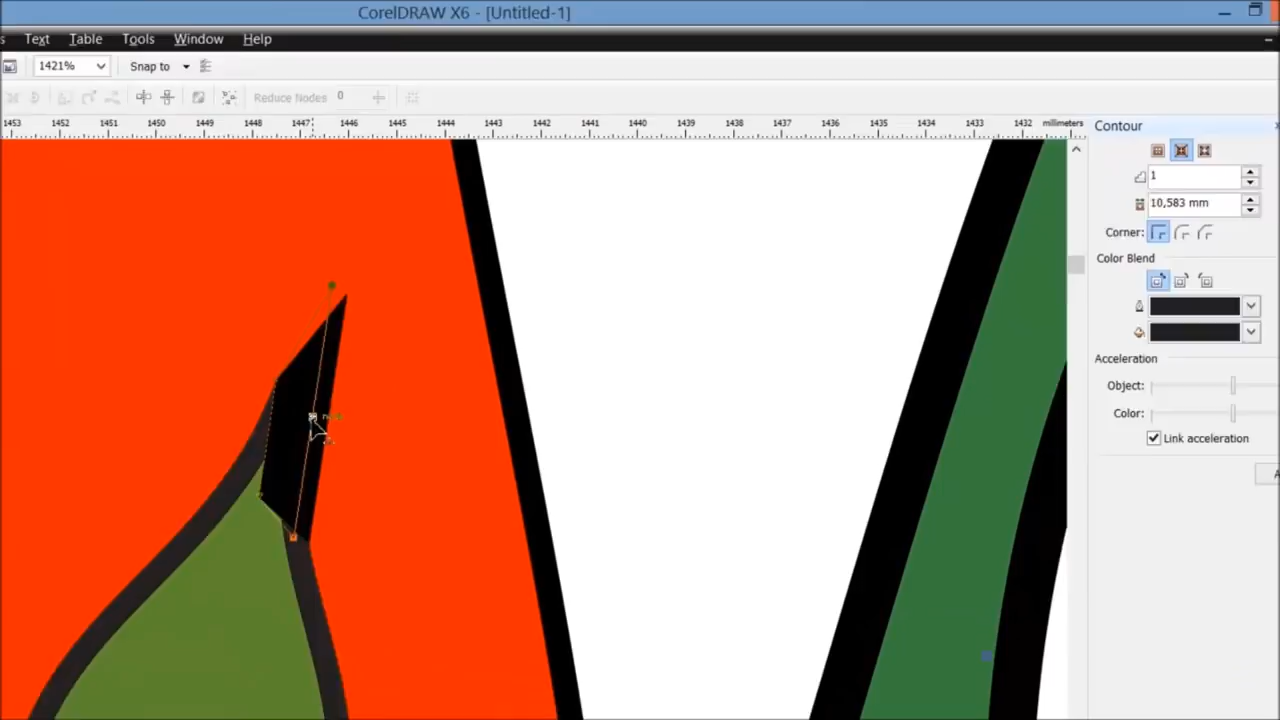 CorelDRAW X6 - [Untitled-1]
s Text Table Tools Window Help
1421% Snap to
Reduce Nodes 0
1453 1452 1451 1450 1449 1448 1447 1446 1445 1444 1443 1442 1441 1440 1439 1438 1437 1436 1435 1434 1433 1432 millimeters
Contour
1
10,583 mm
Corner:
Color Blend
Acceleration
Object:
Color:
Link acceleration
A